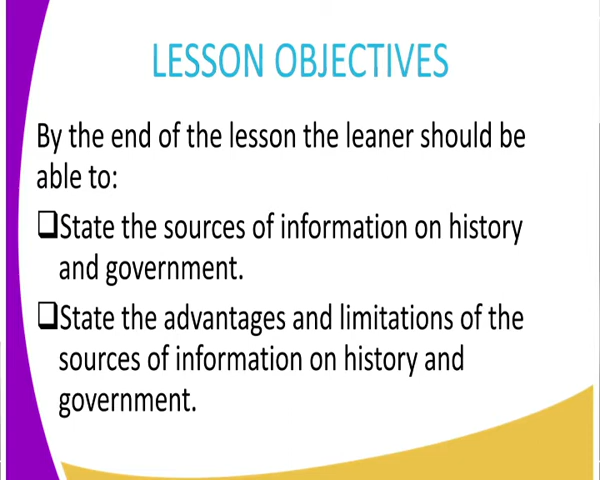 LESSON OBJECTIVES
By the end of the lesson the leaner should be
able to:
❑State the sources of information on history
and government.
❑State the advantages and limitations of the
sources of information on history and
government.